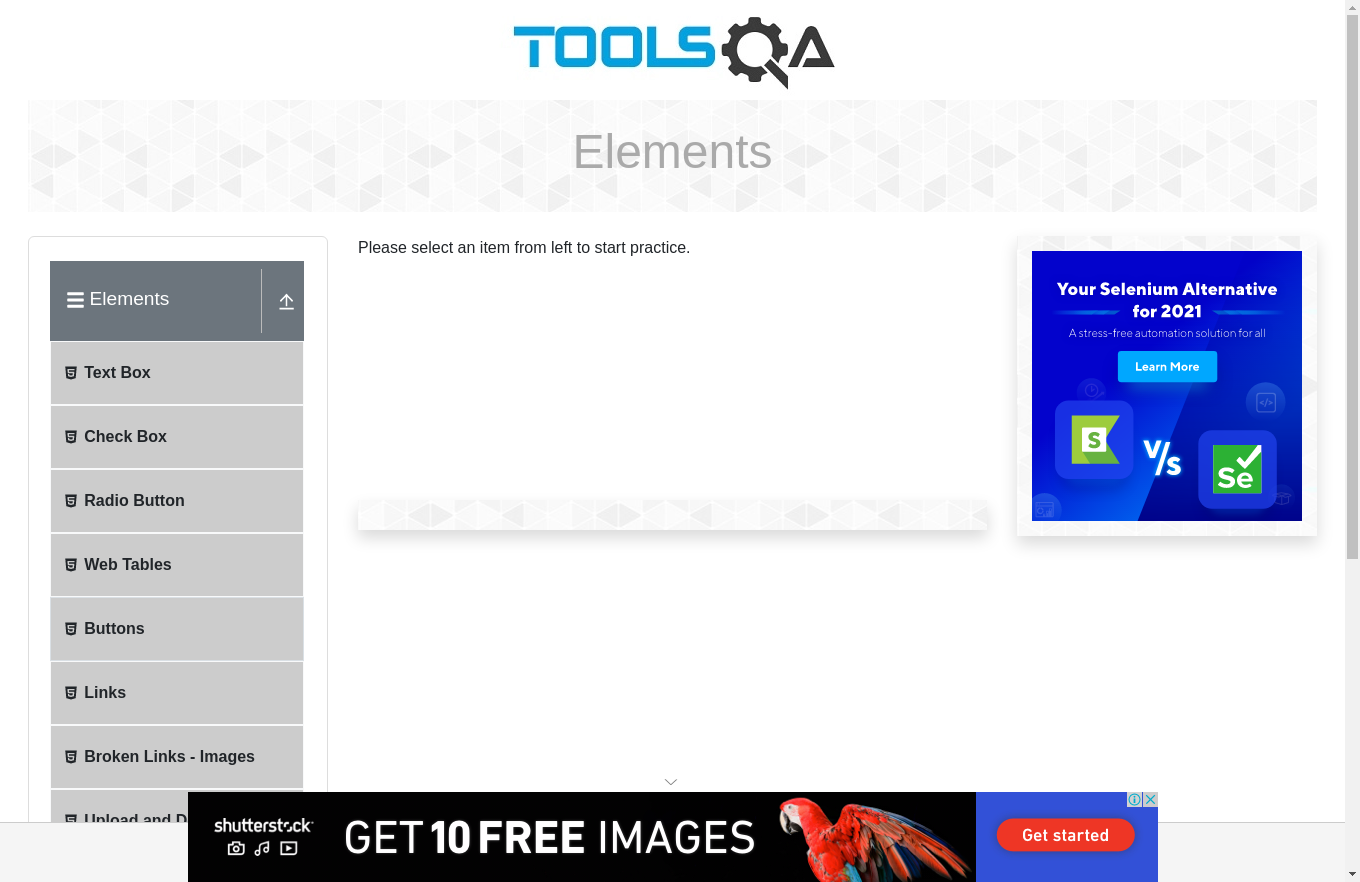 TOOLSQA
Elements
Elements
Text Box
Check Box
Radio Button
Web Tables
Buttons
Links
Broken Links - Images
Upload and D
Please select an item from left to start practice.
Your Selenium Alternative
for 2021
A stress-free automation solution for all
Learn More
S
V/S
Se
shutterstock
GET 10 FREE IMAGES
Get started